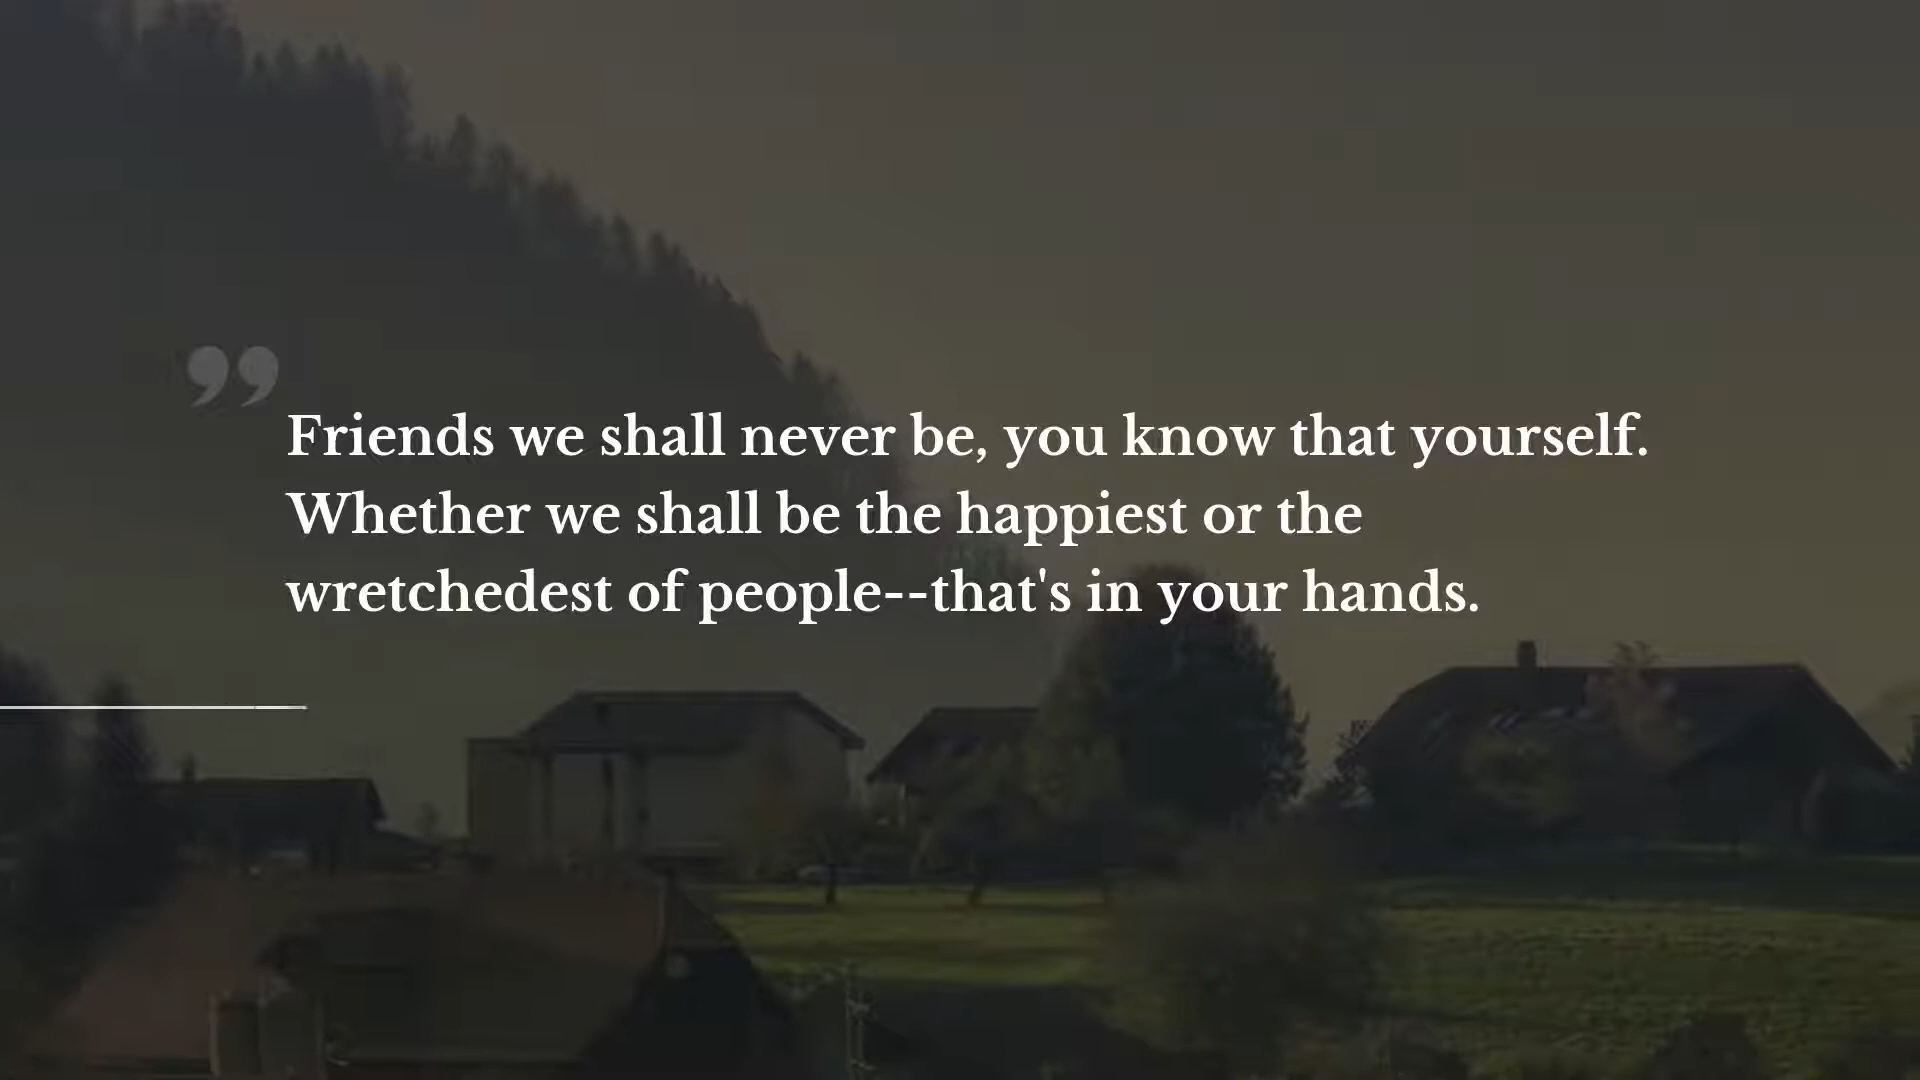 ”
Friends we shall never be, you know that yourself.
Whether we shall be the happiest or the
wretchedest of people--that's in your hands.